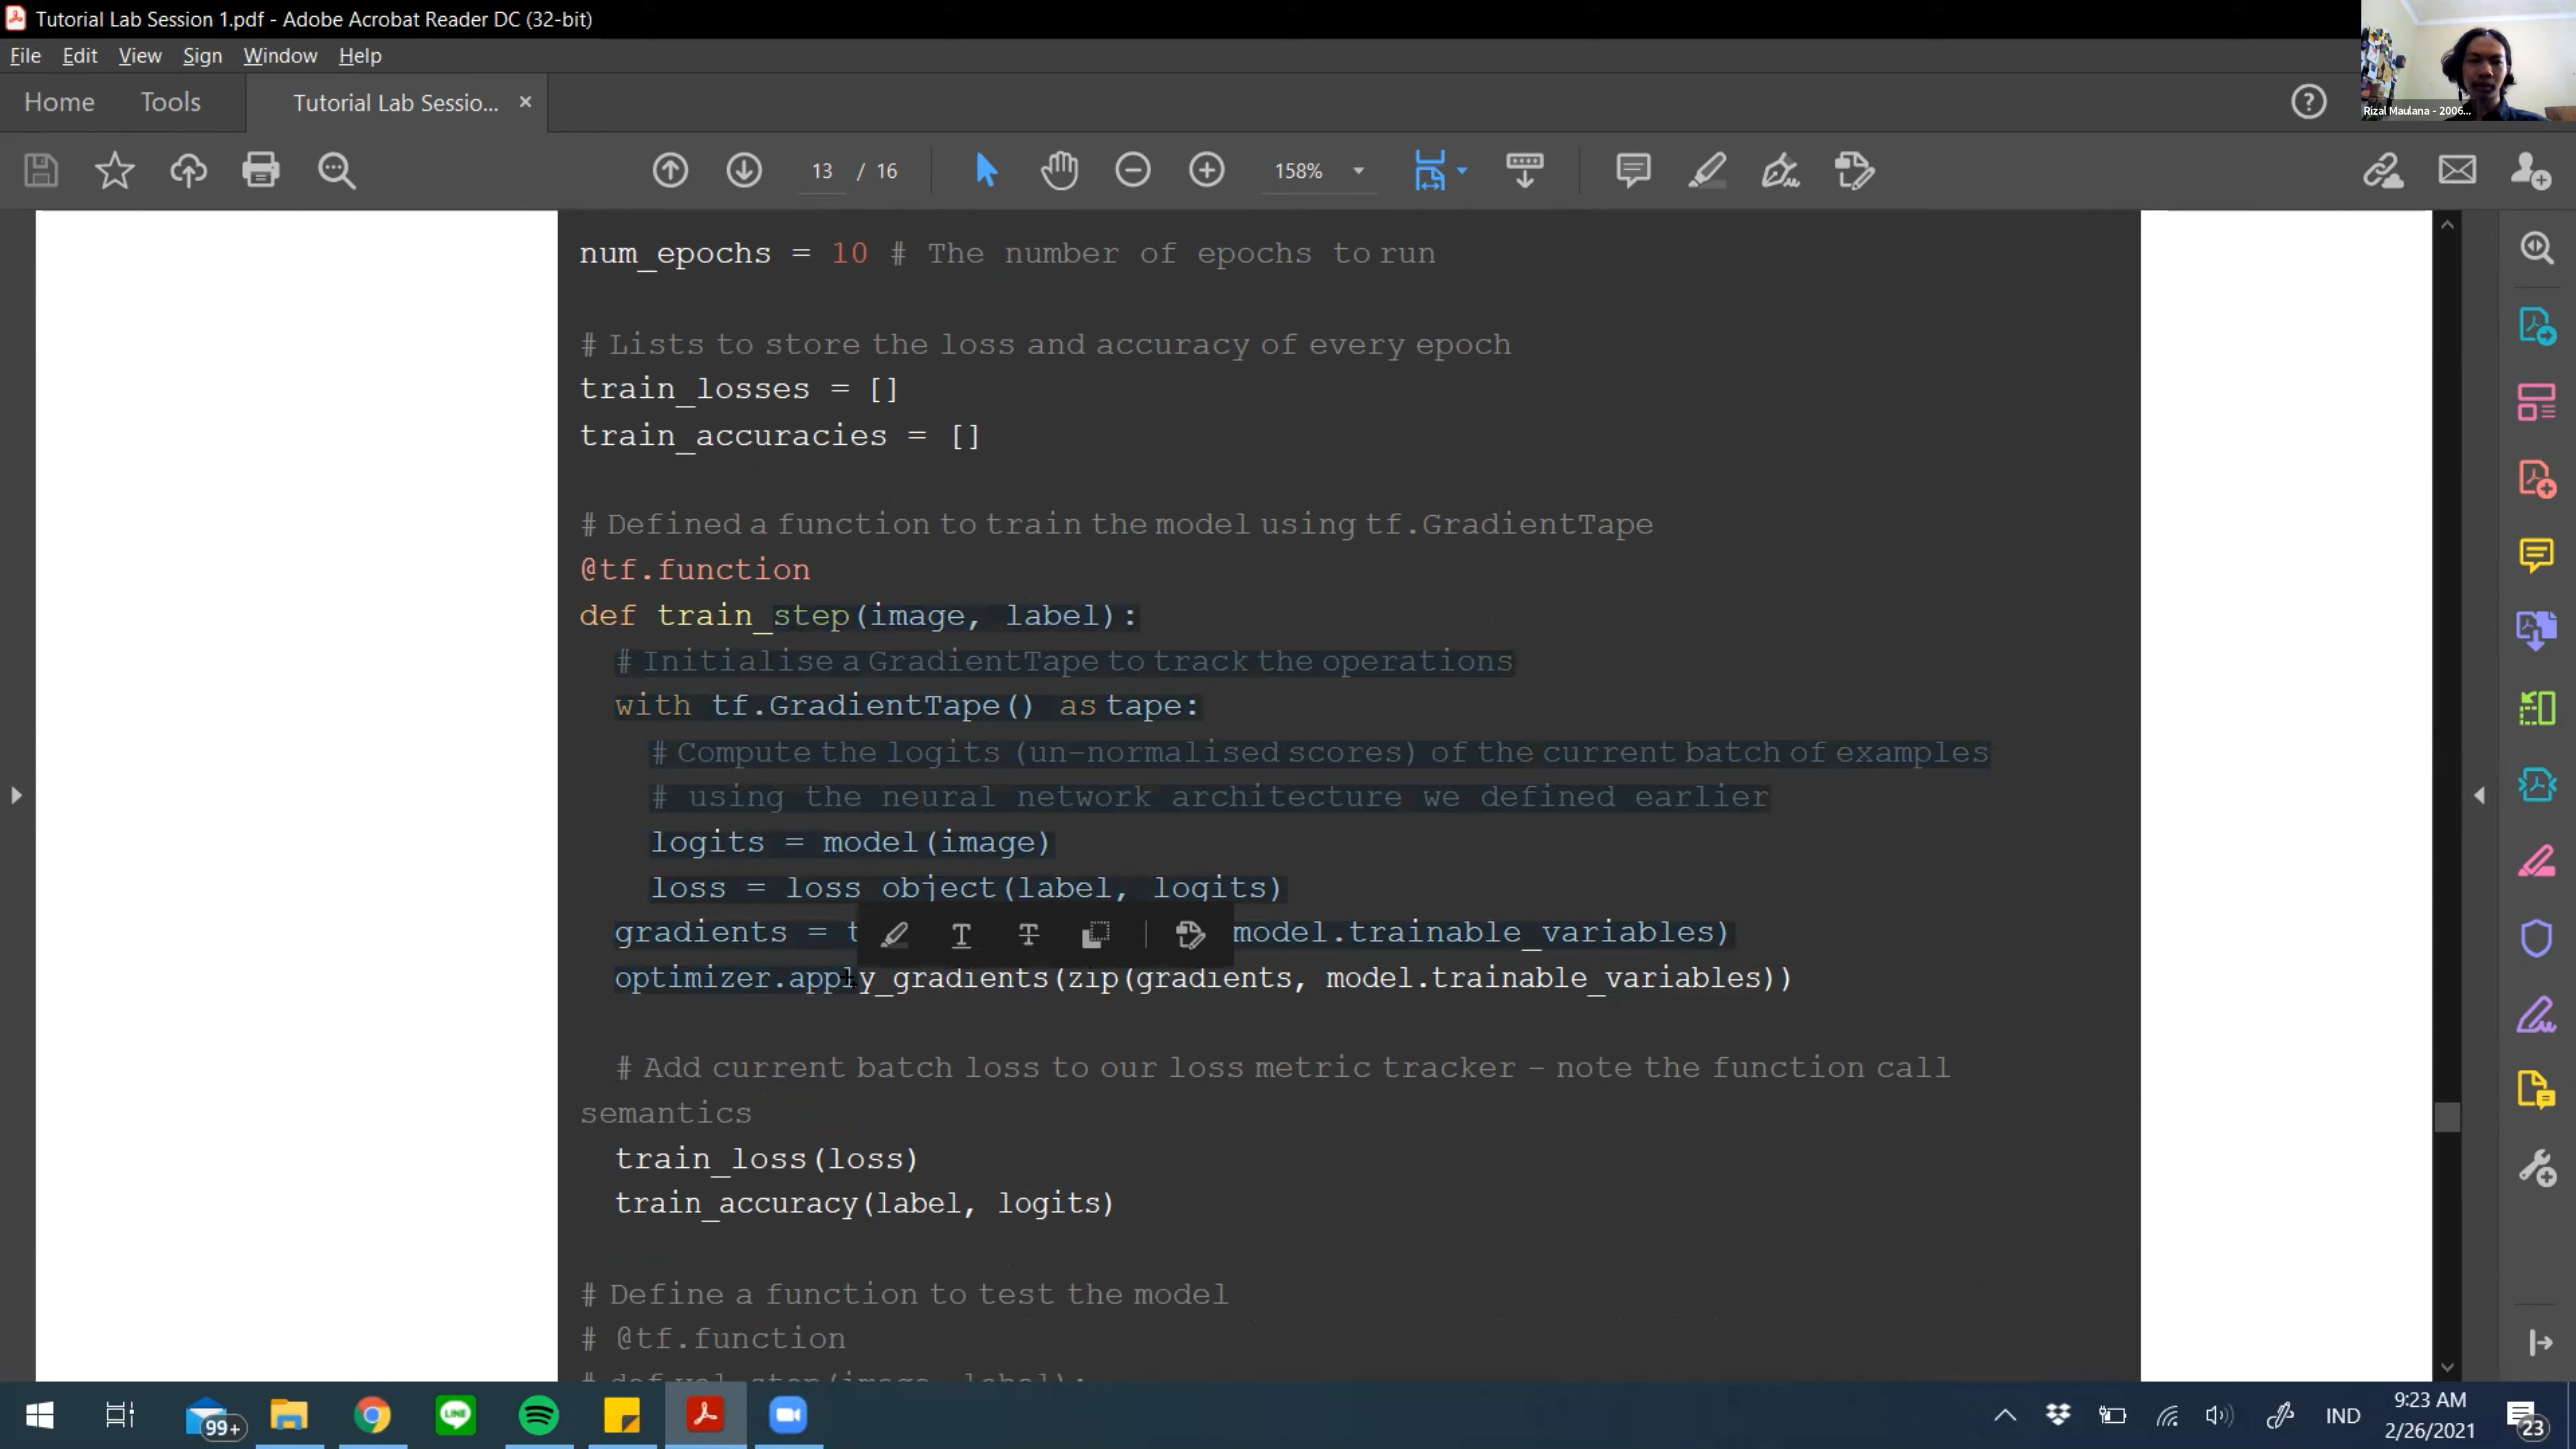 Tutorial Lab Session 1.pdf - Adobe Acrobat Reader DC (32-bit)
File Edit View Sign Window Help
Home Tools Tutorial Lab Sessio... ×
Rizal Maulana - 2006...
13 / 16 158%
num_epochs = 10 # The number of epochs to run
# Lists to store the loss and accuracy of every epoch
train_losses = []
train_accuracies = []
# Defined a function to train the model using tf.GradientTape
@tf.function
def train_step(image, label):
# Initialise a GradientTape to track the operations
with tf.GradientTape() as tape:
# Compute the logits (un-normalised scores) of the current batch of examples
# using the neural network architecture we defined earlier
logits = model(image)
loss = loss_object(label, logits)
gradients = t model.trainable_variables)
optimizer.apply_gradients(zip(gradients, model.trainable_variables))
# Add current batch loss to our loss metric tracker - note the function call
semantics
train_loss(loss)
train_accuracy(label, logits)
# Define a function to test the model
# @tf.function
# def val_step(image, label):
99+
LINE
IND
9:23 AM
2/26/2021
23